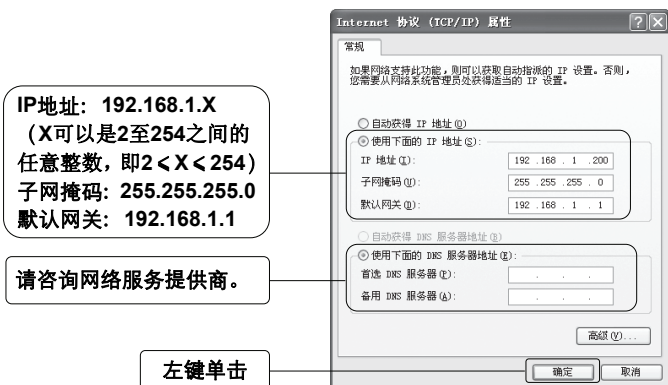 Internet 协议 (TCP/IP) 属性
常规
如果网络支持此功能，则可以获取自动指派的 IP 设置。否则，
您需要从网络系统管理员处获得适当的 IP 设置。
自动获得 IP 地址(O)
使用下面的 IP 地址(S):
IP 地址(I): 192 .168 . 1 .200
子网掩码(U): 255 .255 .255 . 0
默认网关(D): 192 .168 . 1 . 1
自动获得 DNS 服务器地址(B)
使用下面的 DNS 服务器地址(E):
首选 DNS 服务器(P): . . .
备用 DNS 服务器(A): . . .
高级(V)...
确定 取消
IP地址: 192.168.1.X
（X可以是2至254之间的
任意整数，即2≤X≤254）
子网掩码: 255.255.255.0
默认网关: 192.168.1.1
请咨询网络服务提供商。
左键单击